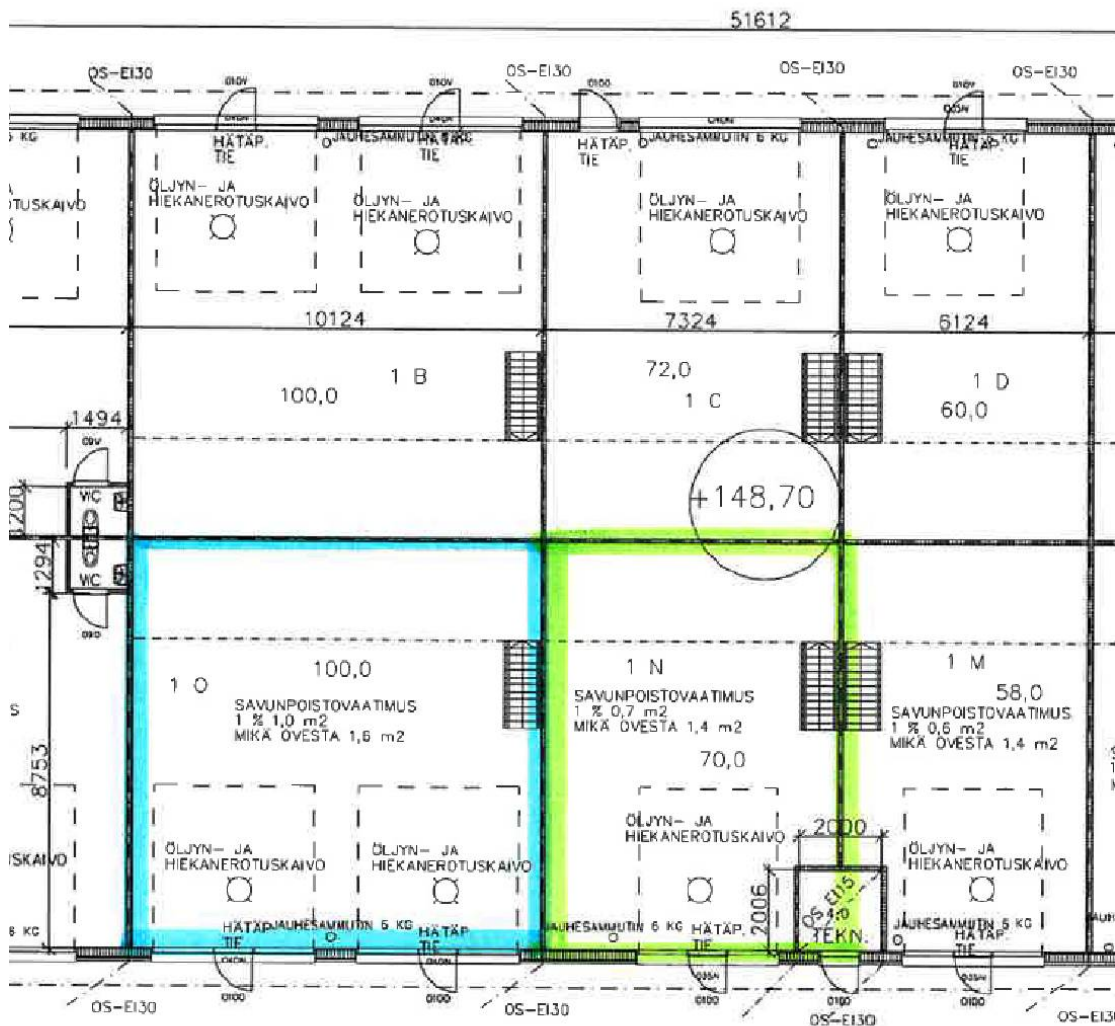 51612
OS-EI30
OS-EI30
OS-EI30
OS-EI30
HÄTÄP.
TIE
JAUHESAMMUTIN 6 KG
HÄTÄP.
TIE
HÄTÄP.
TIE
JAUHESAMMUTIN 6 KG
JAUHESAMMUTIN 6 KG
HÄTÄP.
TIE
ÖLJYN- JA
HIEKANEROTUSKAIVO
ÖLJYN- JA
HIEKANEROTUSKAIVO
ÖLJYN- JA
HIEKANEROTUSKAIVO
ÖLJYN- JA
HIEKANEROTUSKAIVO
10124
7324
6124
1 B
100,0
72,0
1 C
1 D
60,0
1494
WC
1200
+148,70
1294
WC
8753
100,0
1 O
SAVUNPOISTOVAATIMUS
1 % 1,0 m2
MIKÄ OVESTA 1,6 m2
1 N
SAVUNPOISTOVAATIMUS
1 % 0,7 m2
MIKÄ OVESTA 1,4 m2
70,0
1 M
58,0
SAVUNPOISTOVAATIMUS
1 % 0,6 m2
MIKÄ OVESTA 1,4 m2
ÖLJYN- JA
HIEKANEROTUSKAIVO
ÖLJYN- JA
HIEKANEROTUSKAIVO
ÖLJYN- JA
HIEKANEROTUSKAIVO
2000
2006
OS-EI15
4,0
TEKN.
ÖLJYN- JA
HIEKANEROTUSKAIVO
HÄTÄP.
TIE
JAUHESAMMUTIN 6 KG
HÄTÄP.
TIE
JAUHESAMMUTIN 6 KG
HÄTÄP.
TIE
OS-EI30
OS-EI30
OS-EI30
OS-EI30